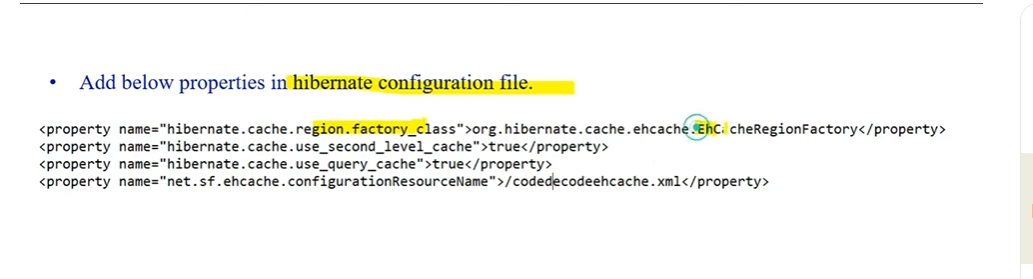 • Add below properties in hibernate configuration file.
<property name="hibernate.cache.region.factory_class">org.hibernate.cache.ehcache.EhCacheRegionFactory</property>
<property name="hibernate.cache.use_second_level_cache">true</property>
<property name="hibernate.cache.use_query_cache">true</property>
<property name="net.sf.ehcache.configurationResourceName">/codedecodeehcache.xml</property>